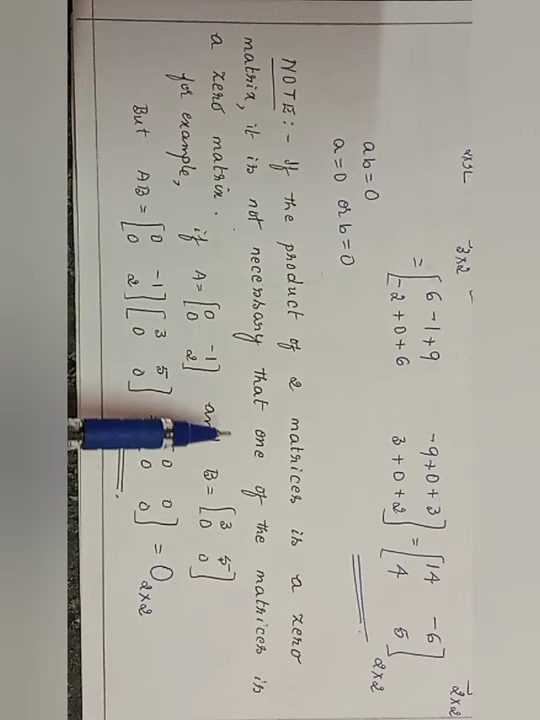 3x2 2x2
= [6-1+9 -9+0+3
-2+0+6 3+0+2] = [14 -6
4 5] 2x2
ab=0
a=0 or b=0
NOTE:- If the product of 2 matrices is a zero
matrix, it is not necessary that one of the matrices is
a zero matrix.
for example, if A = [0 -1
0 2] B = [3 5
0 0]
But AB = [0 -1
0 2] [3 5
0 0] 0 0
0 0] = O 2x2